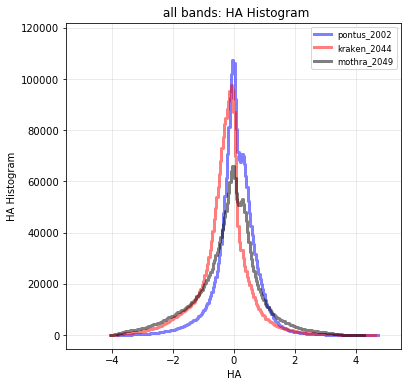 all bands: HA Histogram
pontus_2002
kraken_2044
mothra_2049
120000
100000
80000
60000
40000
20000
0
HA Histogram
−4
−2
0
2
4
HA